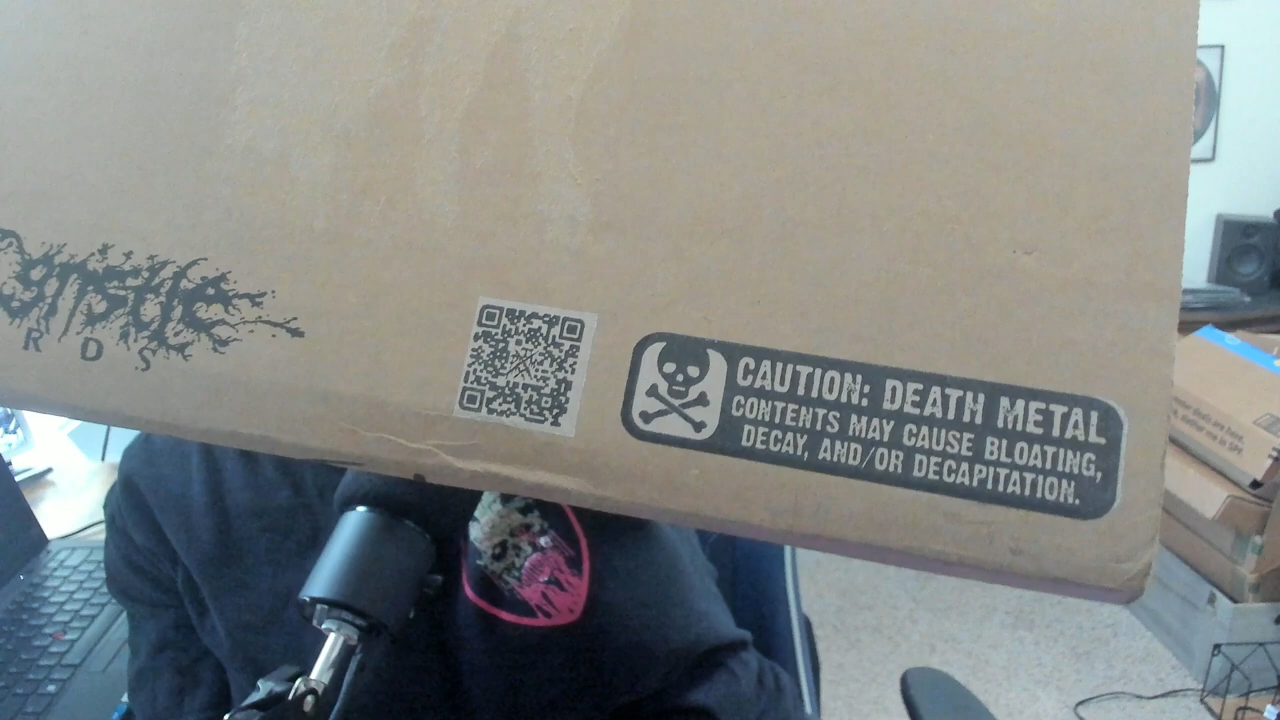 R D S
CAUTION: DEATH METAL
CONTENTS MAY CAUSE BLOATING,
DECAY, AND/OR DECAPITATION.